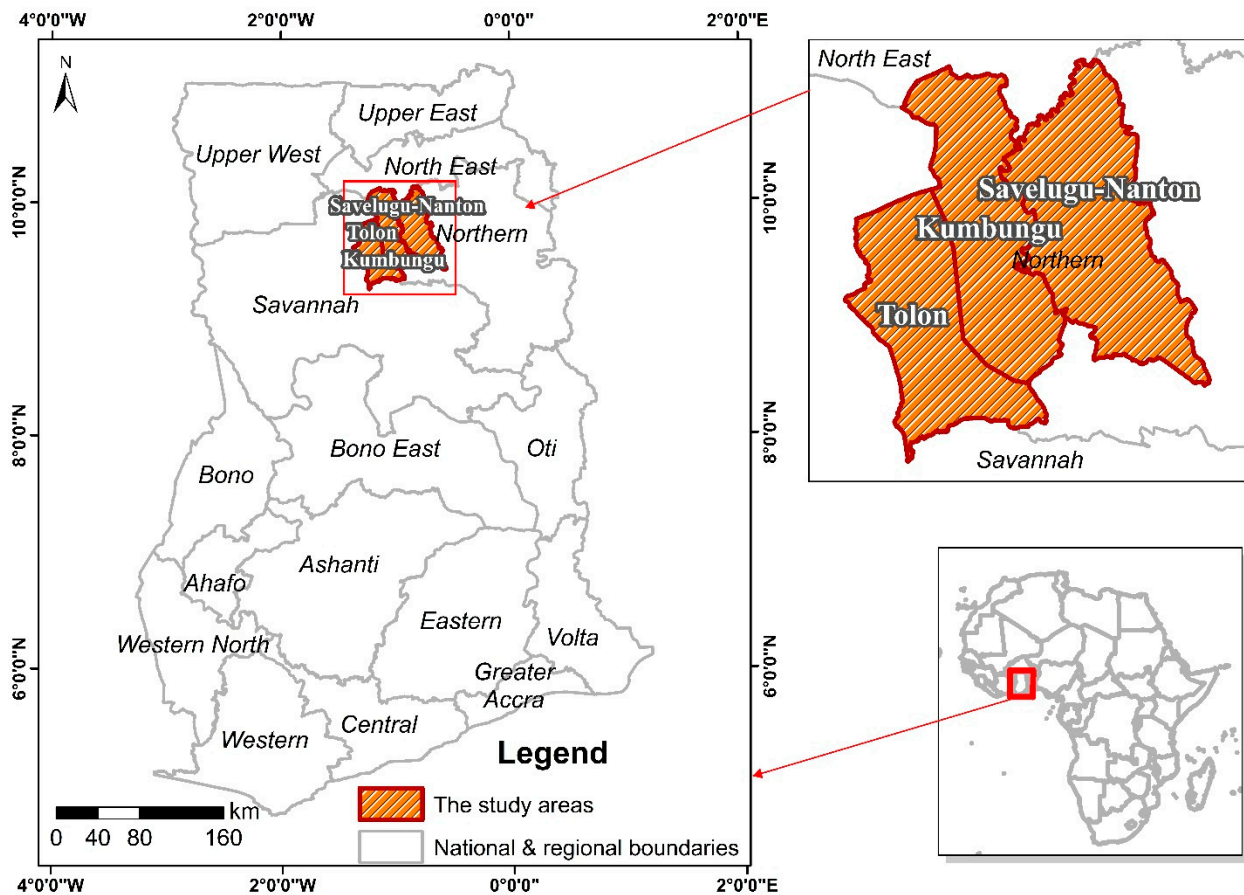 4°0'0"W
2°0'0"W
0°0'0"
2°0'0"E
N
Upper East
Upper West
North East
10°0'0"N
10°0'0"N
Savelugu-Nanton
Tolon
Northern
Kumbungu
Savannah
8°0'0"N
8°0'0"N
Bono East
Oti
Bono
Ashanti
Ahafo
Eastern
Volta
Western North
6°0'0"N
6°0'0"N
Greater
Accra
Central
Western
Legend
km
0 40 80 160
The study areas
National & regional boundaries
4°0'0"W
2°0'0"W
0°0'0"
2°0'0"E
North East
Savelugu-Nanton
Kumbungu
Northern
Tolon
Savannah